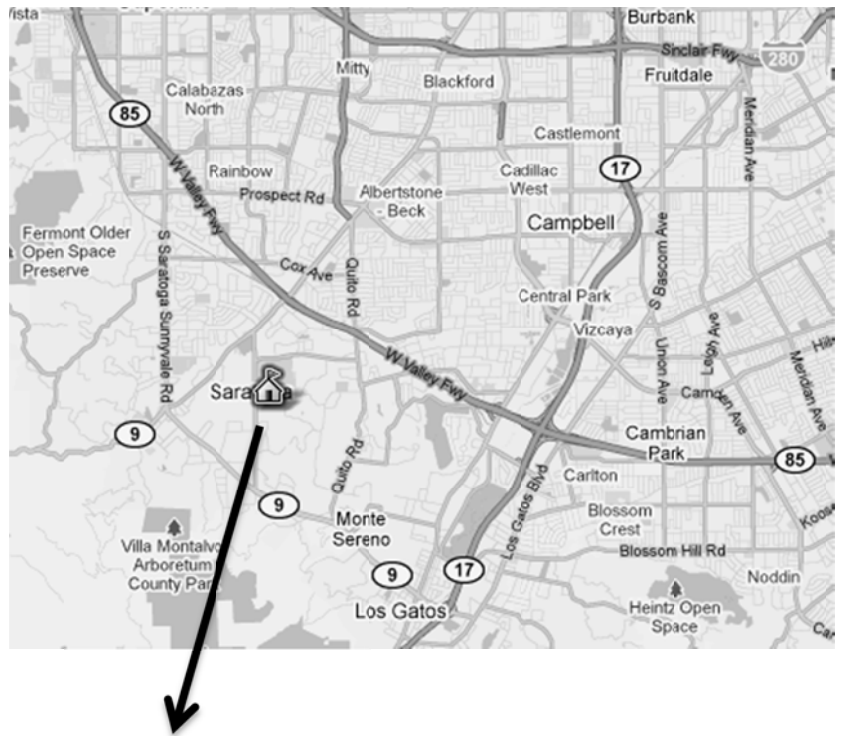 Burbank
Sinclair Fwy
280
Mitty
Blackford
Fruitdale
Calabazas
North
Meridian Ave
85
Castlemont
W Valley Fwy
Rainbow
Cadillac
West
17
Prospect Rd
Albertstone
- Beck
Campbell
Fermont Older
Open Space
Preserve
S Saratoga Sunnyvale Rd
Cox Ave
Quito Rd
S Bascom Ave
Central Park
Vizcaya
Leigh Ave
Union Ave
Meridian Ave
W Valley Fwy
Camden Ave
9
Quito Rd
Cambrian
Park
85
Carlton
Los Gatos Blvd
9
Monte
Sereno
Blossom
Crest
Villa Montalvo
Arboretum
County Park
Blossom Hill Rd
9
17
Noddin
Los Gatos
Heintz Open
Space